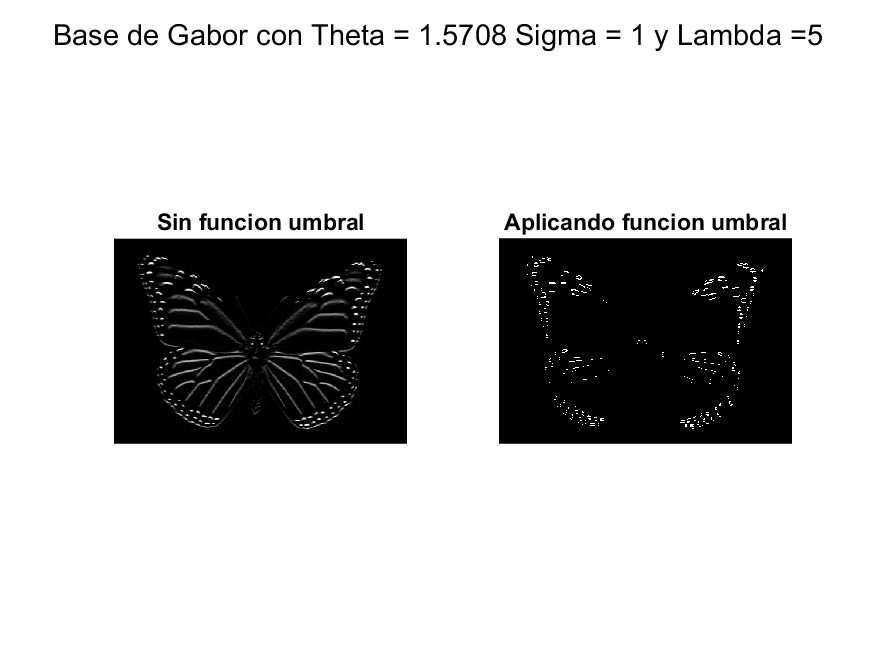 Base de Gabor con Theta = 1.5708 Sigma = 1 y Lambda =5
Sin funcion umbral
Aplicando funcion umbral